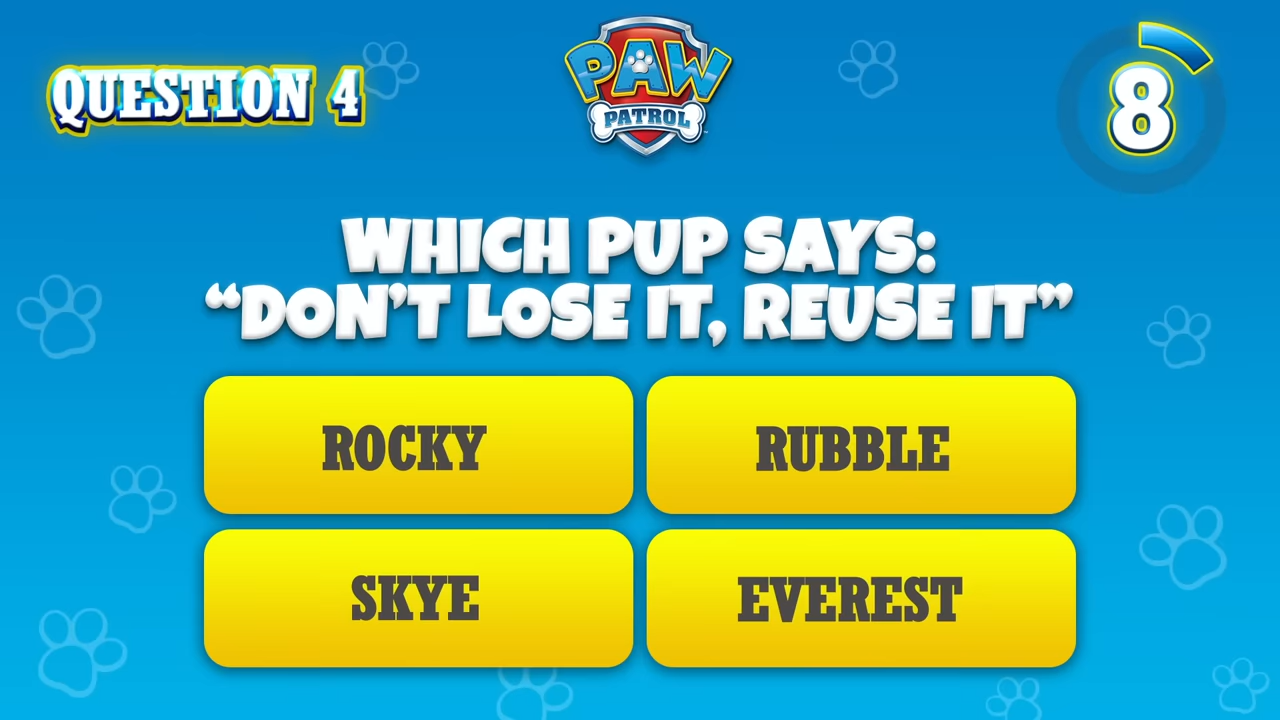 QUESTION 4
PAW
PATROL
8
WHICH PUP SAYS:
“DON’T LOSE IT, REUSE IT”
ROCKY
RUBBLE
SKYE
EVEREST